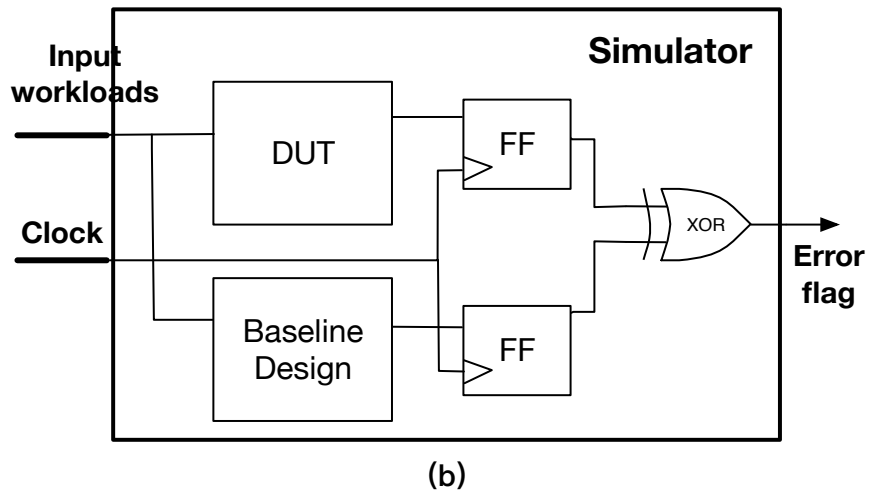 Simulator
Input
workloads
DUT
FF
XOR
Clock
Error
flag
Baseline
Design
FF
(b)